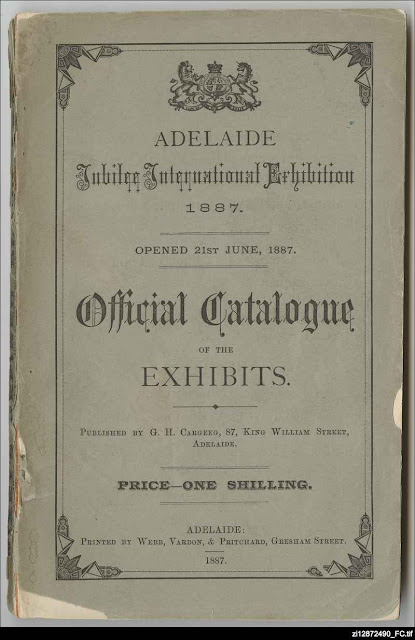 ADELAIDE
Jubilee International Exhibition
1887.
OPENED 21ST JUNE, 1887.
Official Catalogue
OF THE
EXHIBITS.
PUBLISHED BY G. H. CARGEEG, 87, KING WILLIAM STREET,
ADELAIDE.
PRICE—ONE SHILLING.
ADELAIDE:
PRINTED BY WEBB, VARDON, & PRITCHARD, GRESHAM STREET.
1887.
zl12872490_FC.tif